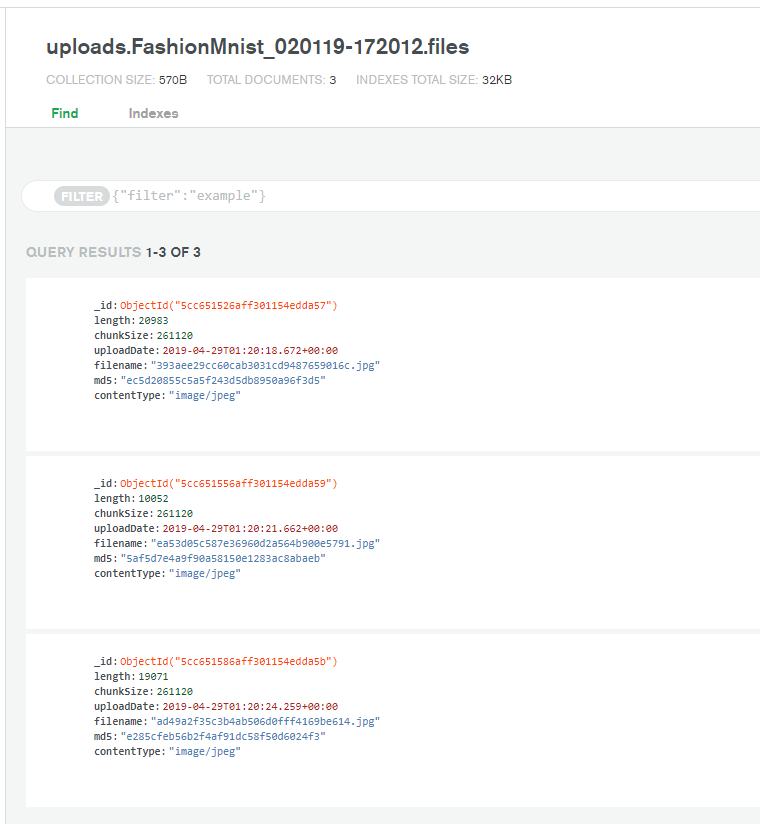 uploads.FashionMnist_020119-172012.files
COLLECTION SIZE: 570B TOTAL DOCUMENTS: 3 INDEXES TOTAL SIZE: 32KB
Find Indexes
FILTER {"filter":"example"}
QUERY RESULTS 1-3 OF 3
_id: ObjectId("5cc651526aff301154edda57")
length: 20983
chunkSize: 261120
uploadDate: 2019-04-29T01:20:18.672+00:00
filename: "393aee29cc60cab3031cd9487659016c.jpg"
md5: "ec5d20855c5a5f243d5db8950a96f3d5"
contentType: "image/jpeg"
_id: ObjectId("5cc651556aff301154edda59")
length: 10052
chunkSize: 261120
uploadDate: 2019-04-29T01:20:21.662+00:00
filename: "ea53d05c587e36960d2a564b900e5791.jpg"
md5: "5af5d7e4a9f90a58150e1283ac8abaeb"
contentType: "image/jpeg"
_id: ObjectId("5cc651586aff301154edda5b")
length: 19071
chunkSize: 261120
uploadDate: 2019-04-29T01:20:24.259+00:00
filename: "ad49a2f35c3b4ab506d0fff4169be614.jpg"
md5: "e285cfeb56b2f4af91dc58f50d6024f3"
contentType: "image/jpeg"